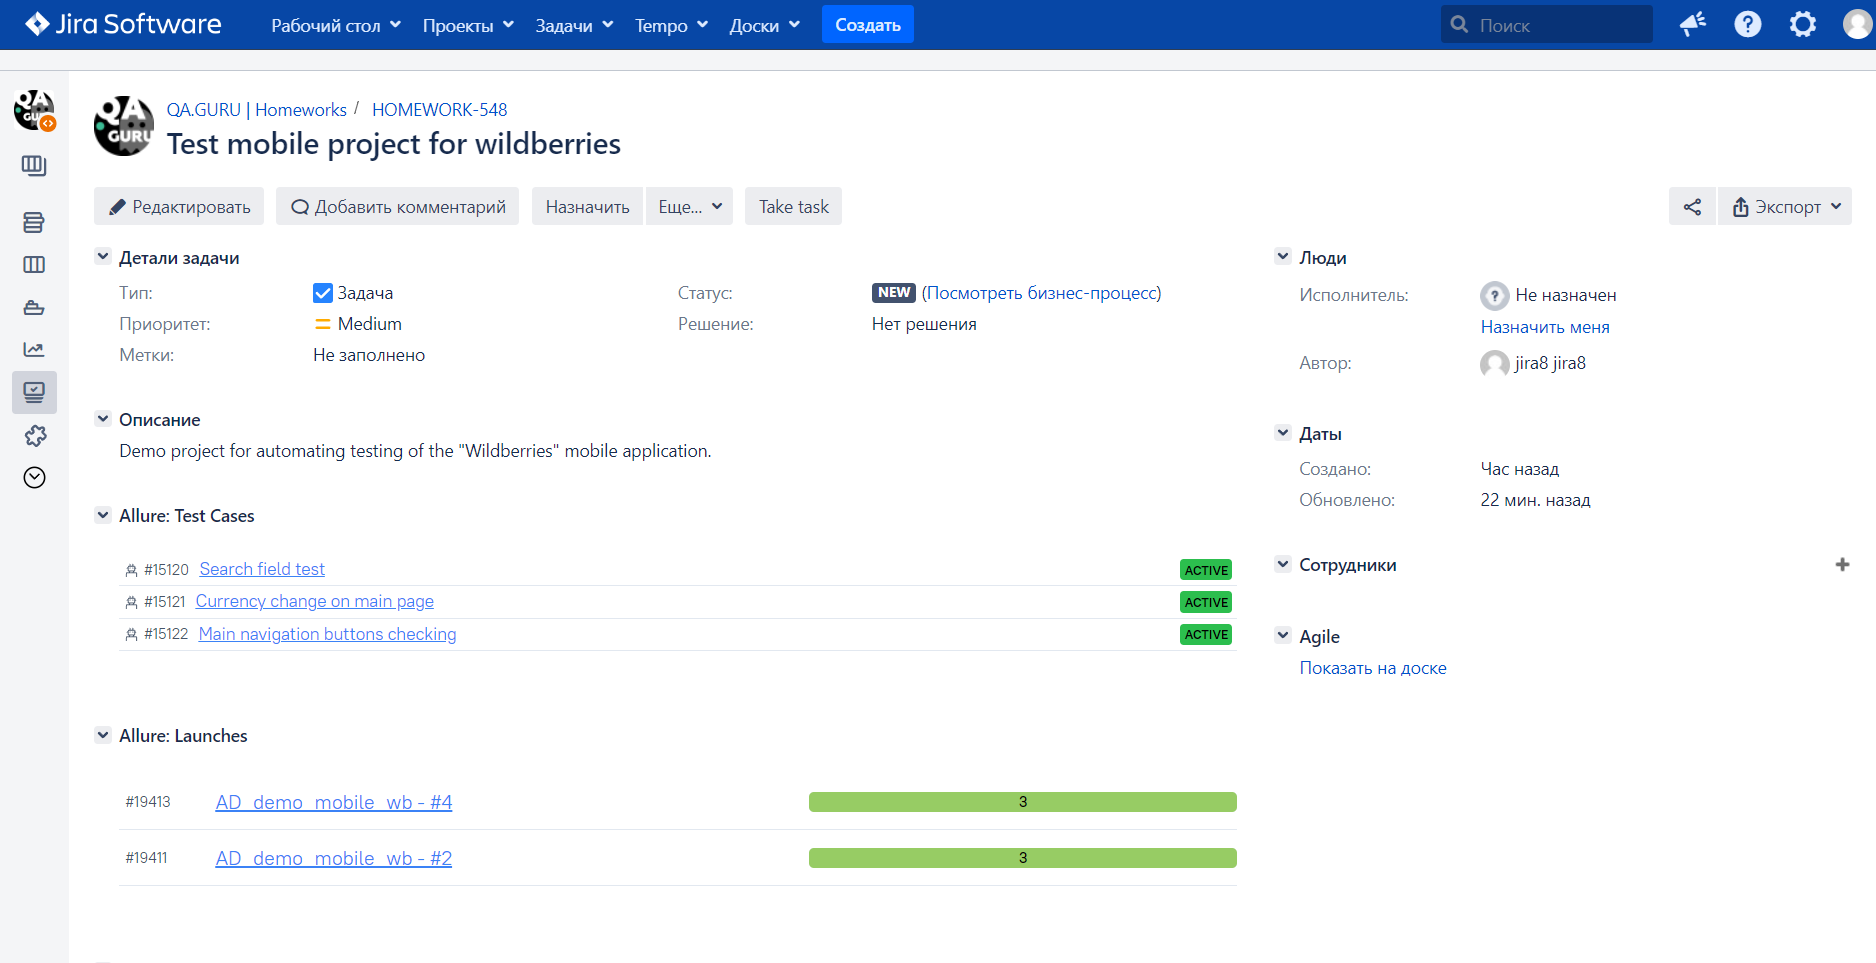 Jira Software Рабочий стол Проекты Задачи Tempo Доски Создать Поиск
QA GURU
QA.GURU | Homeworks / HOMEWORK-548
Test mobile project for wildberries
Редактировать Добавить комментарий Назначить Еще... Take task Экспорт
Детали задачи
Тип: Задача Статус: NEW (Посмотреть бизнес-процесс)
Приоритет: Medium Решение: Нет решения
Метки: Не заполнено
Описание
Demo project for automating testing of the "Wildberries" mobile application.
Allure: Test Cases
#15120 Search field test ACTIVE
#15121 Currency change on main page ACTIVE
#15122 Main navigation buttons checking ACTIVE
Allure: Launches
#19413 AD_demo_mobile_wb - #4 3
#19411 AD_demo_mobile_wb - #2 3
Люди
Исполнитель: Не назначен
Назначить меня
Автор: jira8 jira8
Даты
Создано: Час назад
Обновлено: 22 мин. назад
Сотрудники
Agile
Показать на доске